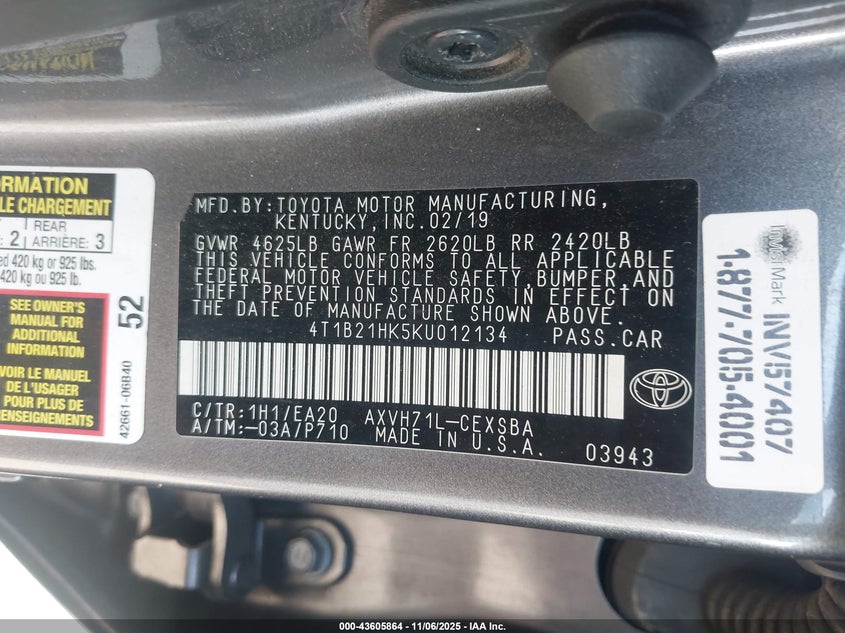 ORMATION
LE CHARGEMENT
REAR
: 2 ARRIÈRE: 3
ed 420 kg or 925 lbs.
420 kg ou 925 lb.
SEE OWNER'S
MANUAL FOR
ADDITIONAL
INFORMATION
VOIR LE MANUEL
DE L'USAGER
POUR PLUS DE
RENSEIGNEMENTS
52
42661-06B40
MFD.BY:TOYOTA MOTOR MANUFACTURING,
KENTUCKY,INC.02/19
GVWR 4625LB GAWR FR 2620LB RR 2420LB
THIS VEHICLE CONFORMS TO ALL APPLICABLE
FEDERAL MOTOR VEHICLE SAFETY,BUMPER,AND
THEFT PREVENTION STANDARDS IN EFFECT ON
THE DATE OF MANUFACTURE SHOWN ABOVE.
4T1B21HK5KU012134 PASS.CAR
C/TR:1H1/EA20 AXVH71L-CEXSBA
A/TM:-03A/P710 MADE IN U.S.A.
03943
InvisiMark INV57407
1-877-705-4001
000-43605864 - 11/06/2025 - IAA Inc.